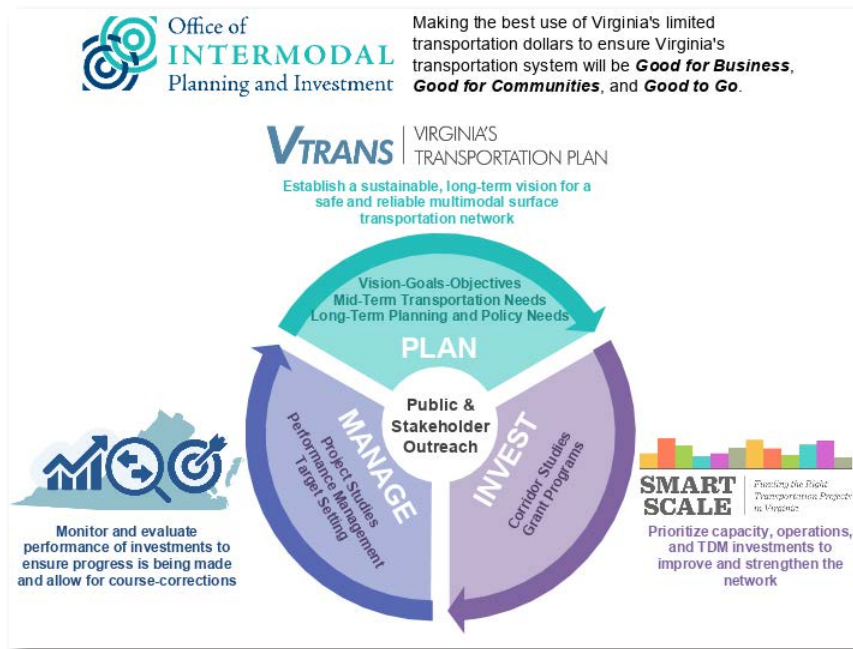 Office of
INTERMODAL
Planning and Investment
Making the best use of Virginia's limited
transportation dollars to ensure Virginia's
transportation system will be Good for Business,
Good for Communities, and Good to Go.
VTRANS
VIRGINIA'S
TRANSPORTATION PLAN
Establish a sustainable, long-term vision for a
safe and reliable multimodal surface
transportation network
Vision-Goals-Objectives
Mid-Term Transportation Needs
Long-Term Planning and Policy Needs
PLAN
Public &
Stakeholder
Outreach
MANAGE
Project Studies
Performance Management
Target Setting
INVEST
Corridor Studies
Grant Programs
Monitor and evaluate
performance of investments to
ensure progress is being made
and allow for course-corrections
SMART
SCALE
Funding the Right
Transportation Projects
in Virginia
Prioritize capacity, operations,
and TDM investments to
improve and strengthen the
network